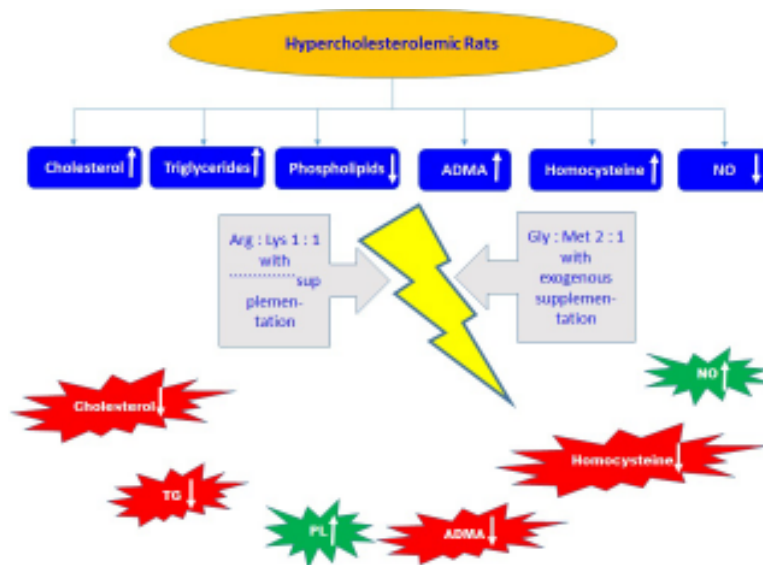 Hypercholesterolemic Rats
Cholesterol↑ Triglycerides↑ Phospholipids↓ ADMA↑ Homocysteine↑ NO↓
Arg : Lys 1 : 1
with
.............. sup
plemen-
tation
Gly : Met 2 : 1
with
exogenous
supplemen-
tation
NO↑
Cholesterol↓
Homocysteine↓
TG↓
PL↑
ADMA↓